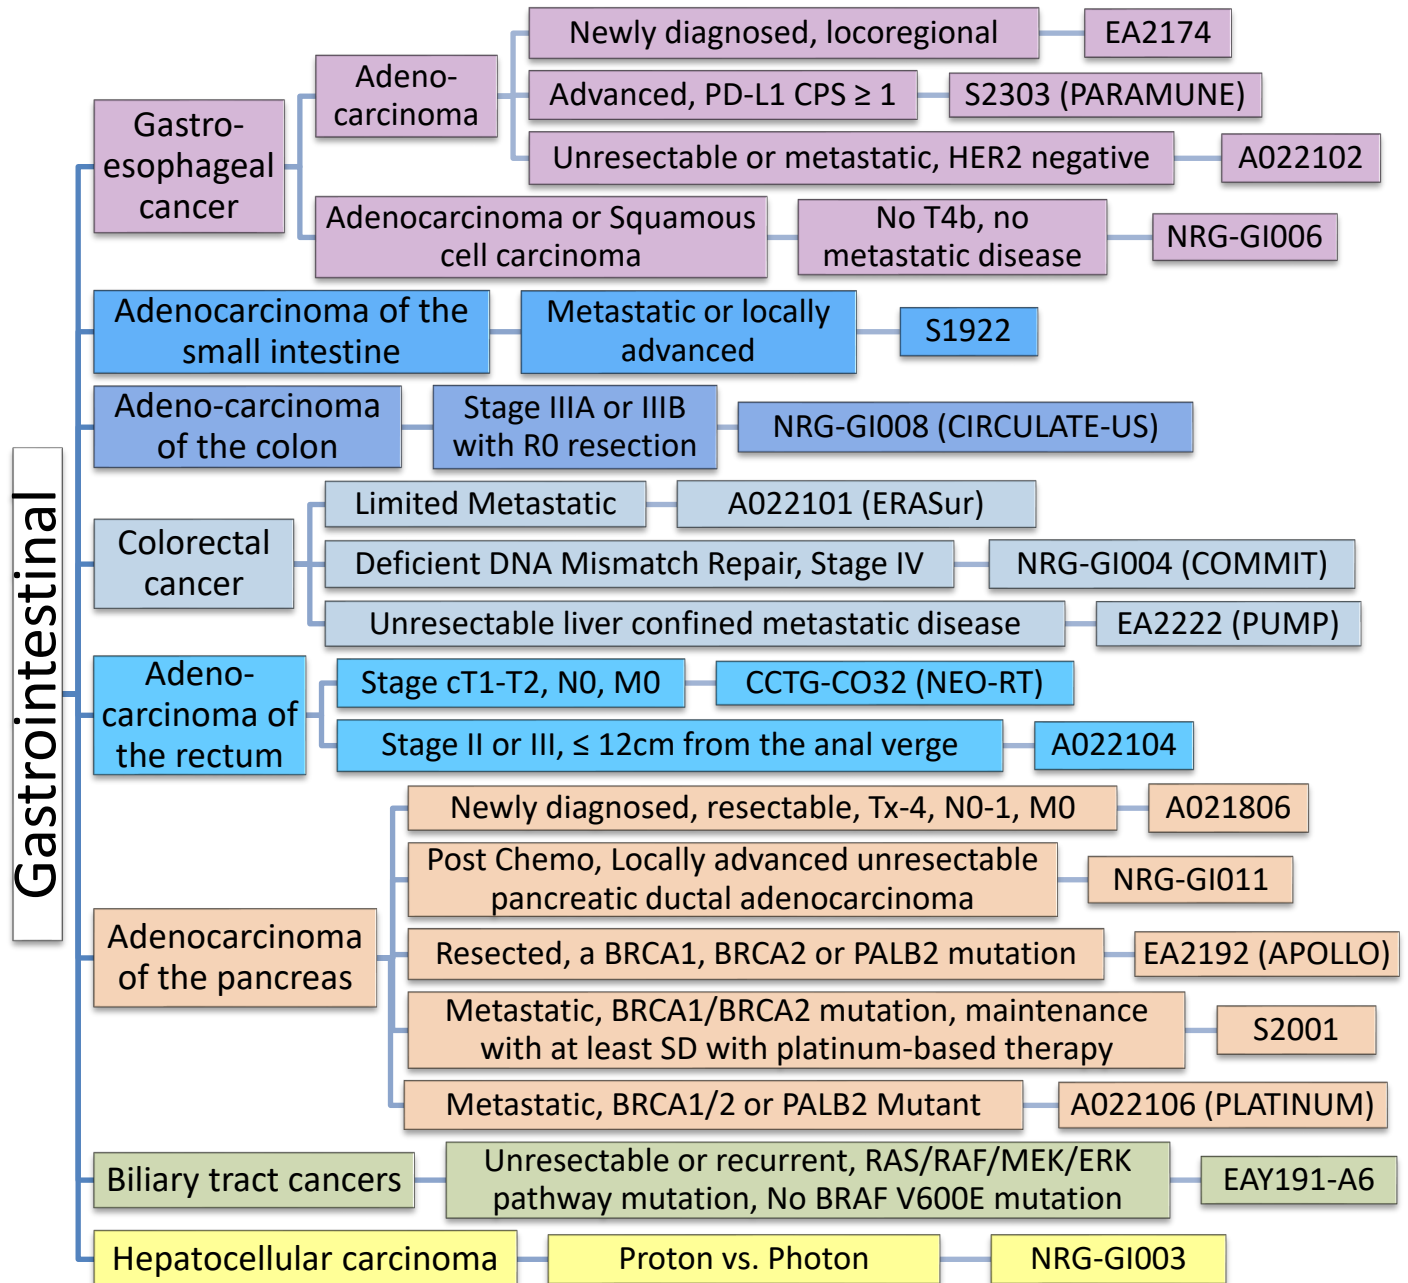 Gastrointestinal
Gastro-
esophageal
cancer
Adeno-
carcinoma
Newly diagnosed, locoregional
EA2174
Advanced, PD-L1 CPS ≥ 1
S2303 (PARAMUNE)
Unresectable or metastatic, HER2 negative
A022102
Adenocarcinoma or Squamous
cell carcinoma
No T4b, no
metastatic disease
NRG-GI006
Adenocarcinoma of the
small intestine
Metastatic or locally
advanced
S1922
Adeno-carcinoma
of the colon
Stage IIIA or IIIB
with R0 resection
NRG-GI008 (CIRCULATE-US)
Colorectal
cancer
Limited Metastatic
A022101 (ERASur)
Deficient DNA Mismatch Repair, Stage IV
NRG-GI004 (COMMIT)
Unresectable liver confined metastatic disease
EA2222 (PUMP)
Adeno-
carcinoma of
the rectum
Stage cT1-T2, N0, M0
CCTG-CO32 (NEO-RT)
Stage II or III, ≤ 12cm from the anal verge
A022104
Adenocarcinoma
of the pancreas
Newly diagnosed, resectable, Tx-4, N0-1, M0
A021806
Post Chemo, Locally advanced unresectable
pancreatic ductal adenocarcinoma
NRG-GI011
Resected, a BRCA1, BRCA2 or PALB2 mutation
EA2192 (APOLLO)
Metastatic, BRCA1/BRCA2 mutation, maintenance
with at least SD with platinum-based therapy
S2001
Metastatic, BRCA1/2 or PALB2 Mutant
A022106 (PLATINUM)
Biliary tract cancers
Unresectable or recurrent, RAS/RAF/MEK/ERK
pathway mutation, No BRAF V600E mutation
EAY191-A6
Hepatocellular carcinoma
Proton vs. Photon
NRG-GI003